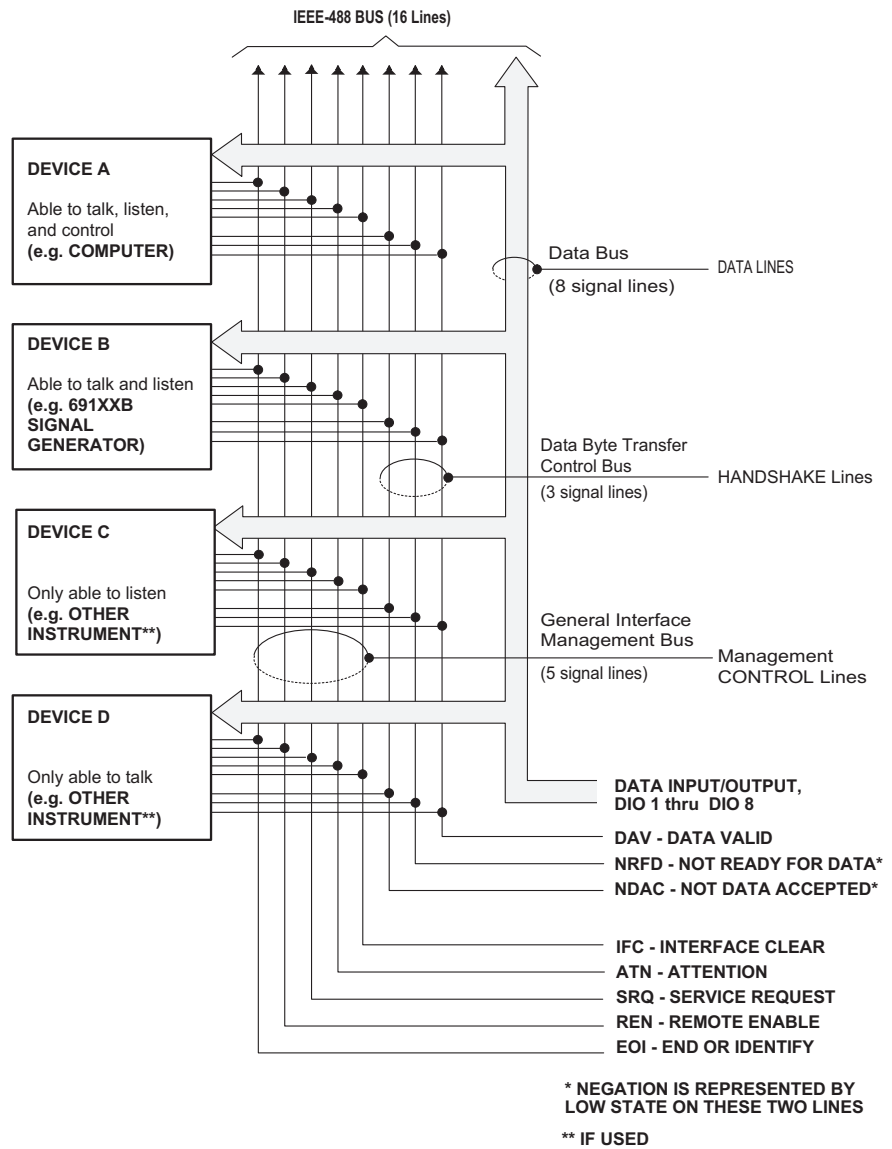 IEEE-488 BUS (16 Lines)
DEVICE A
Able to talk, listen,
and control
(e.g. COMPUTER)
Data Bus
(8 signal lines)
DATA LINES
DEVICE B
Able to talk and listen
(e.g. 691XXB
SIGNAL
GENERATOR)
Data Byte Transfer
Control Bus
(3 signal lines)
HANDSHAKE Lines
DEVICE C
Only able to listen
(e.g. OTHER
INSTRUMENT**)
General Interface
Management Bus
(5 signal lines)
Management
CONTROL Lines
DEVICE D
Only able to talk
(e.g. OTHER
INSTRUMENT**)
DATA INPUT/OUTPUT,
DIO 1 thru DIO 8
DAV - DATA VALID
NRFD - NOT READY FOR DATA*
NDAC - NOT DATA ACCEPTED*
IFC - INTERFACE CLEAR
ATN - ATTENTION
SRQ - SERVICE REQUEST
REN - REMOTE ENABLE
EOI - END OR IDENTIFY
* NEGATION IS REPRESENTED BY
LOW STATE ON THESE TWO LINES
** IF USED